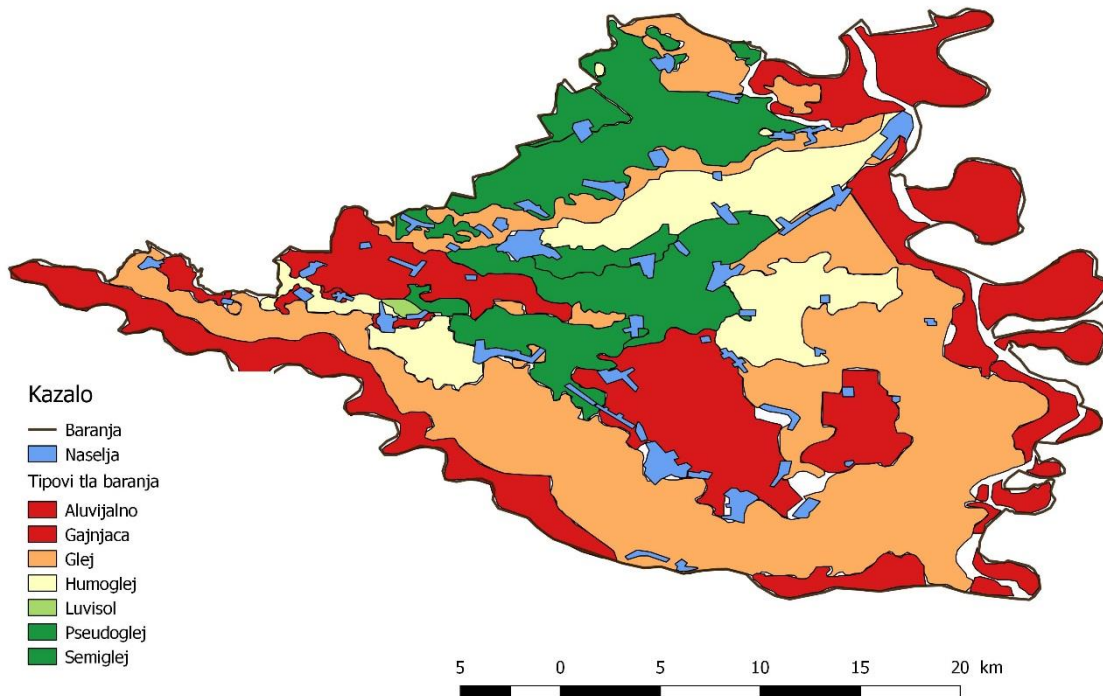 Kazalo
Baranja
Naselja
Tipovi tla baranja
Aluvijalno
Gajnjaca
Glej
Humoglej
Luvisol
Pseudoglej
Semiglej
5 0 5 10 15 20 km